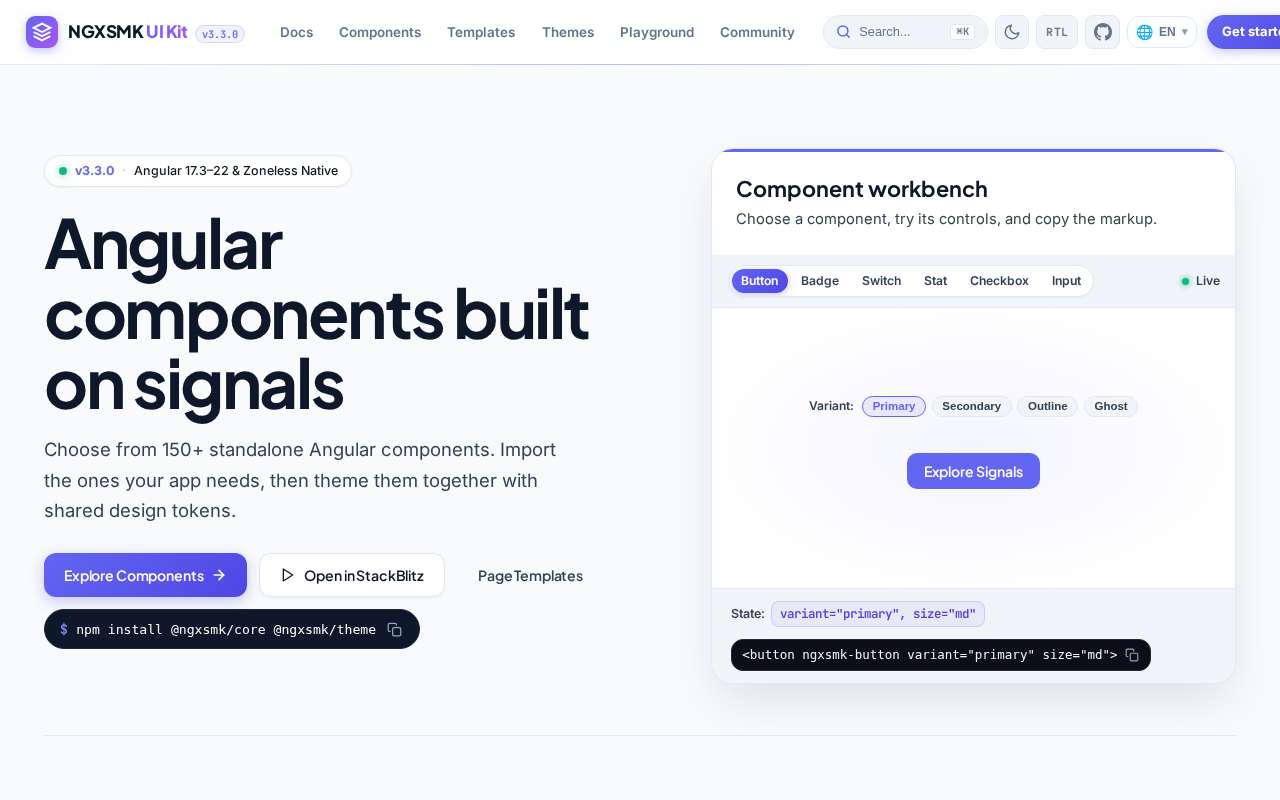 NGXSMK UI Kit v3.3.0 Docs Components Templates Themes Playground Community Search... ⌘K RTL EN ▾
v3.3.0 · Angular 17.3–22 & Zoneless Native
Angular
components built
on signals
Choose from 150+ standalone Angular components. Import
the ones your app needs, then theme them together with
shared design tokens.
Explore Components Open in StackBlitz Page Templates
$ npm install @ngxsmk/core @ngxsmk/theme
Component workbench
Choose a component, try its controls, and copy the markup.
Button Badge Switch Stat Checkbox Input Live
Variant: Primary Secondary Outline Ghost
Explore Signals
State: variant="primary", size="md"
<button ngxsmk-button variant="primary" size="md">